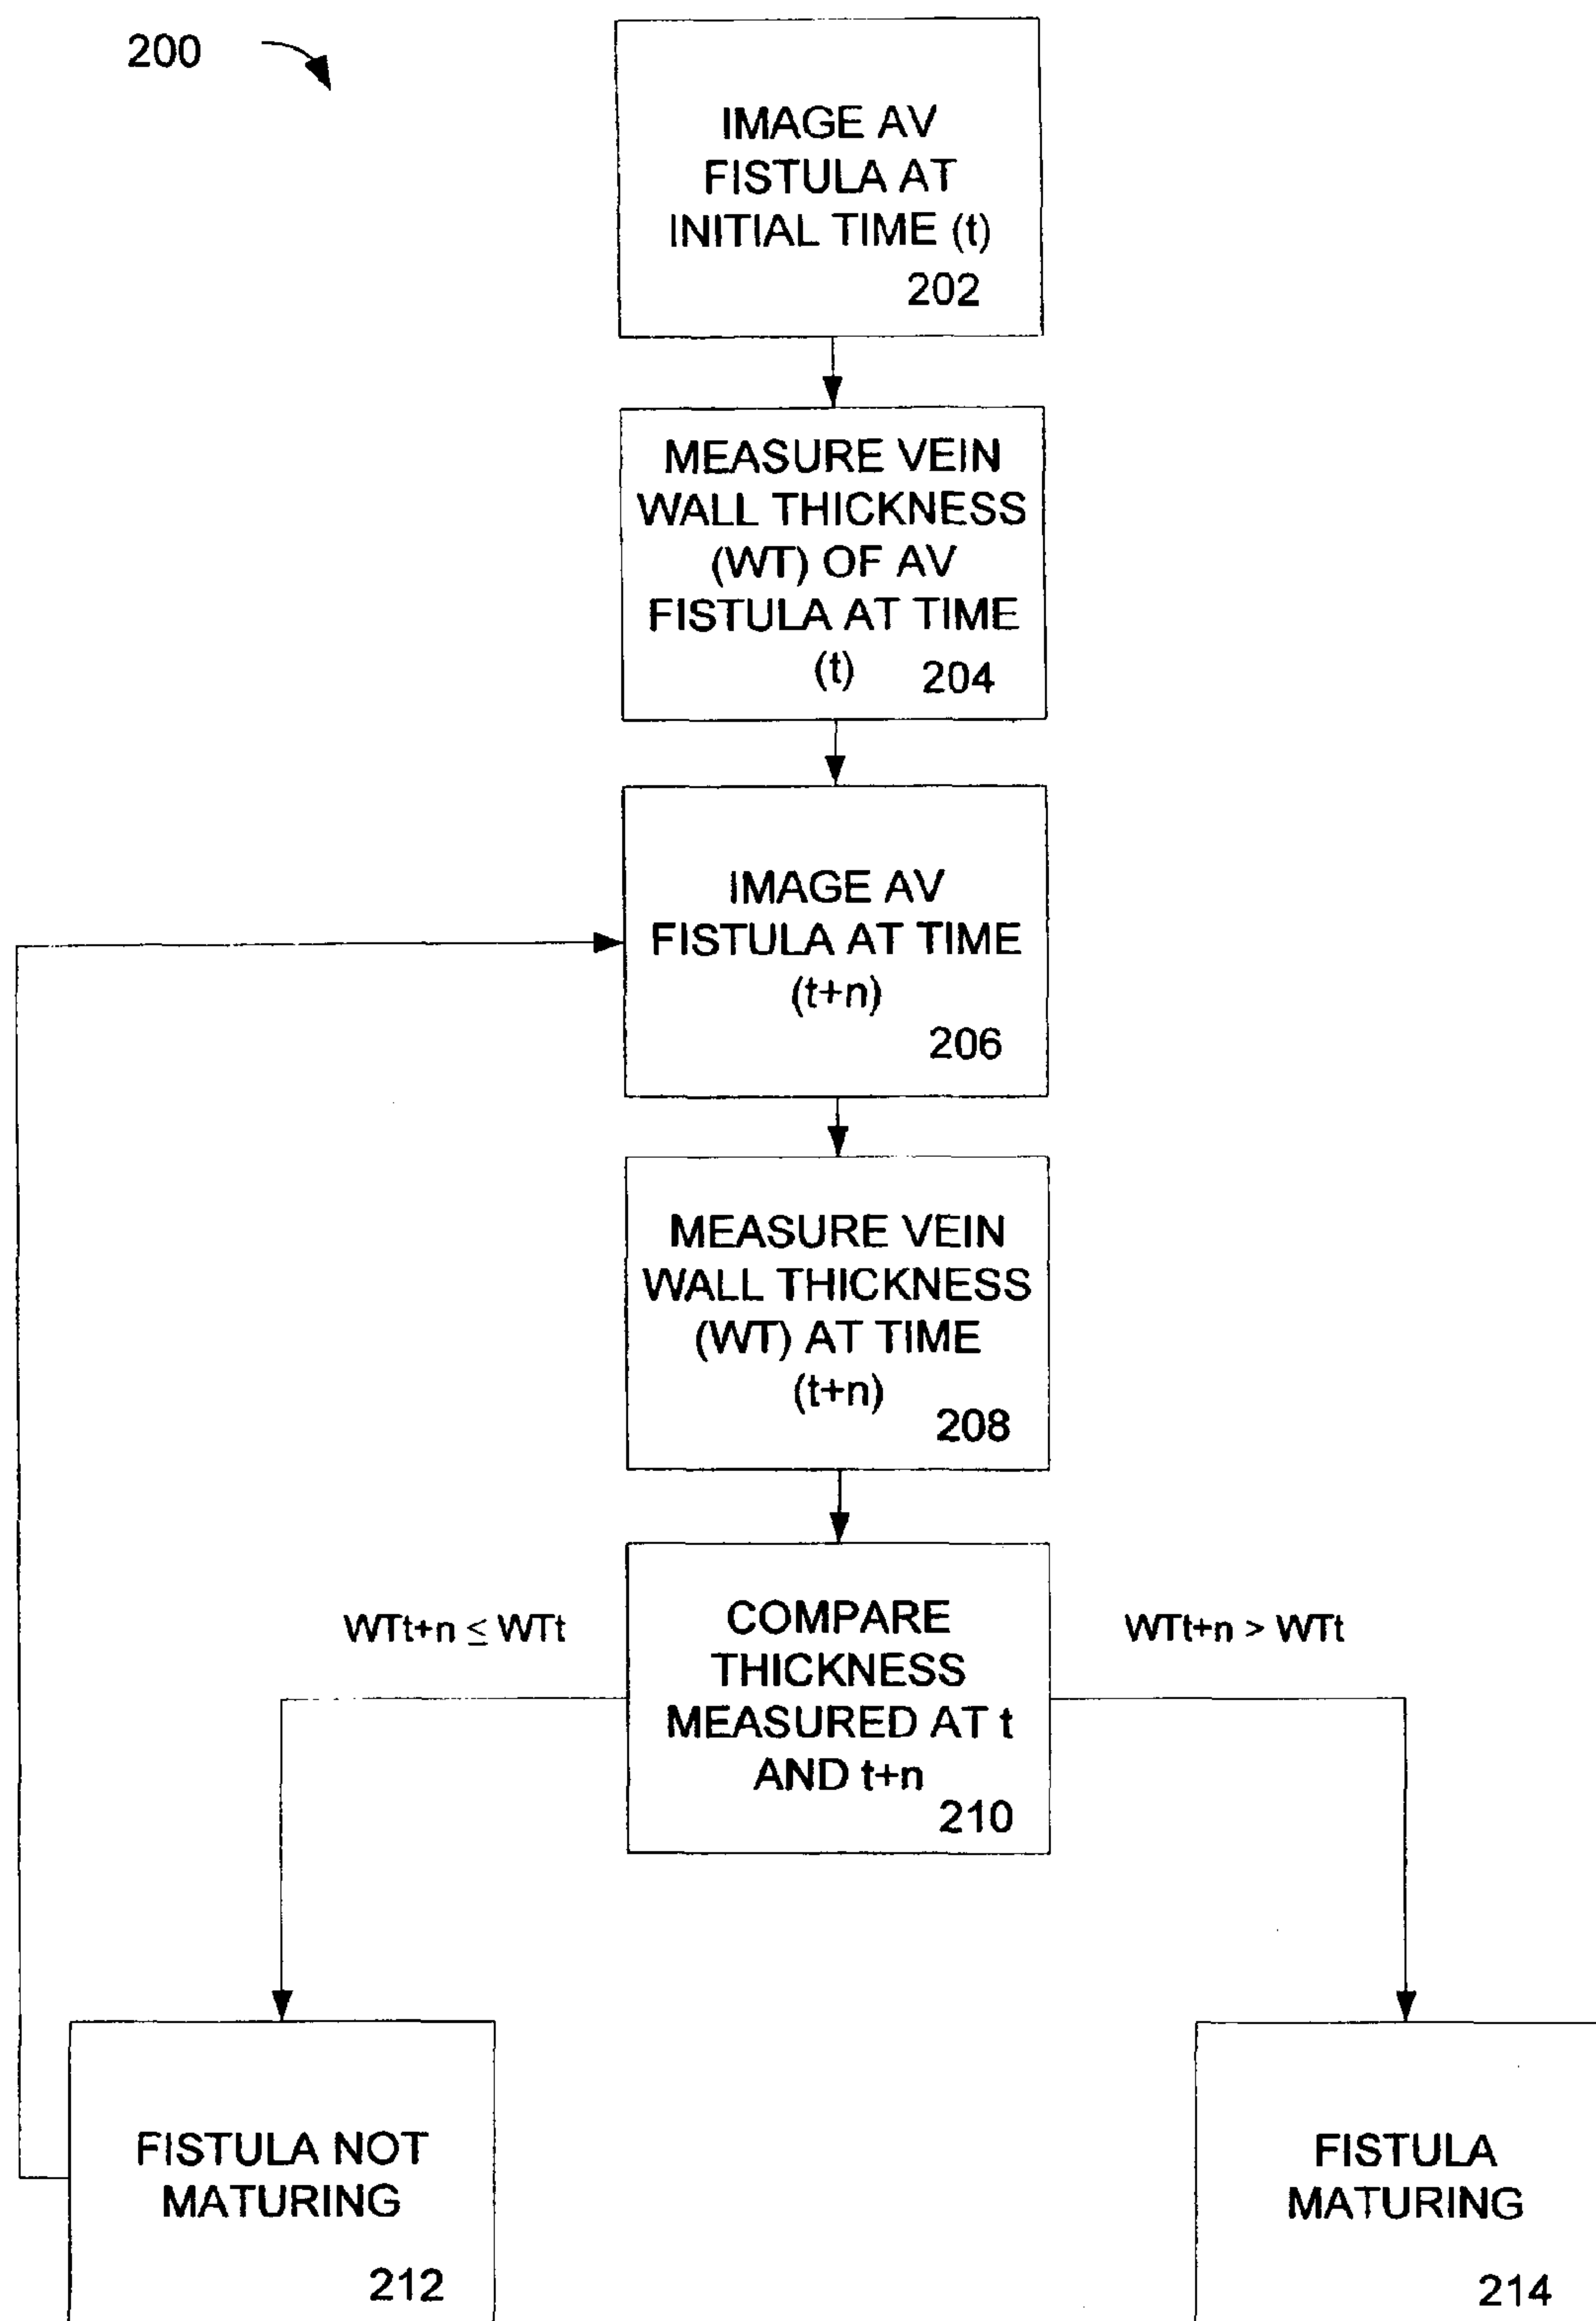 200
IMAGE AV
FISTULA AT
INITIAL TIME (t)
202
MEASURE VEIN
WALL THICKNESS
(WT) OF AV
FISTULA AT TIME
(t) 204
IMAGE AV
FISTULA AT TIME
(t+n)
206
MEASURE VEIN
WALL THICKNESS
(WT) AT TIME
(t+n)
208
WTt+n ≤ WTt
COMPARE
THICKNESS
MEASURED AT t
AND t+n
210
WTt+n > WTt
FISTULA NOT
MATURING
212
FISTULA
MATURING
214